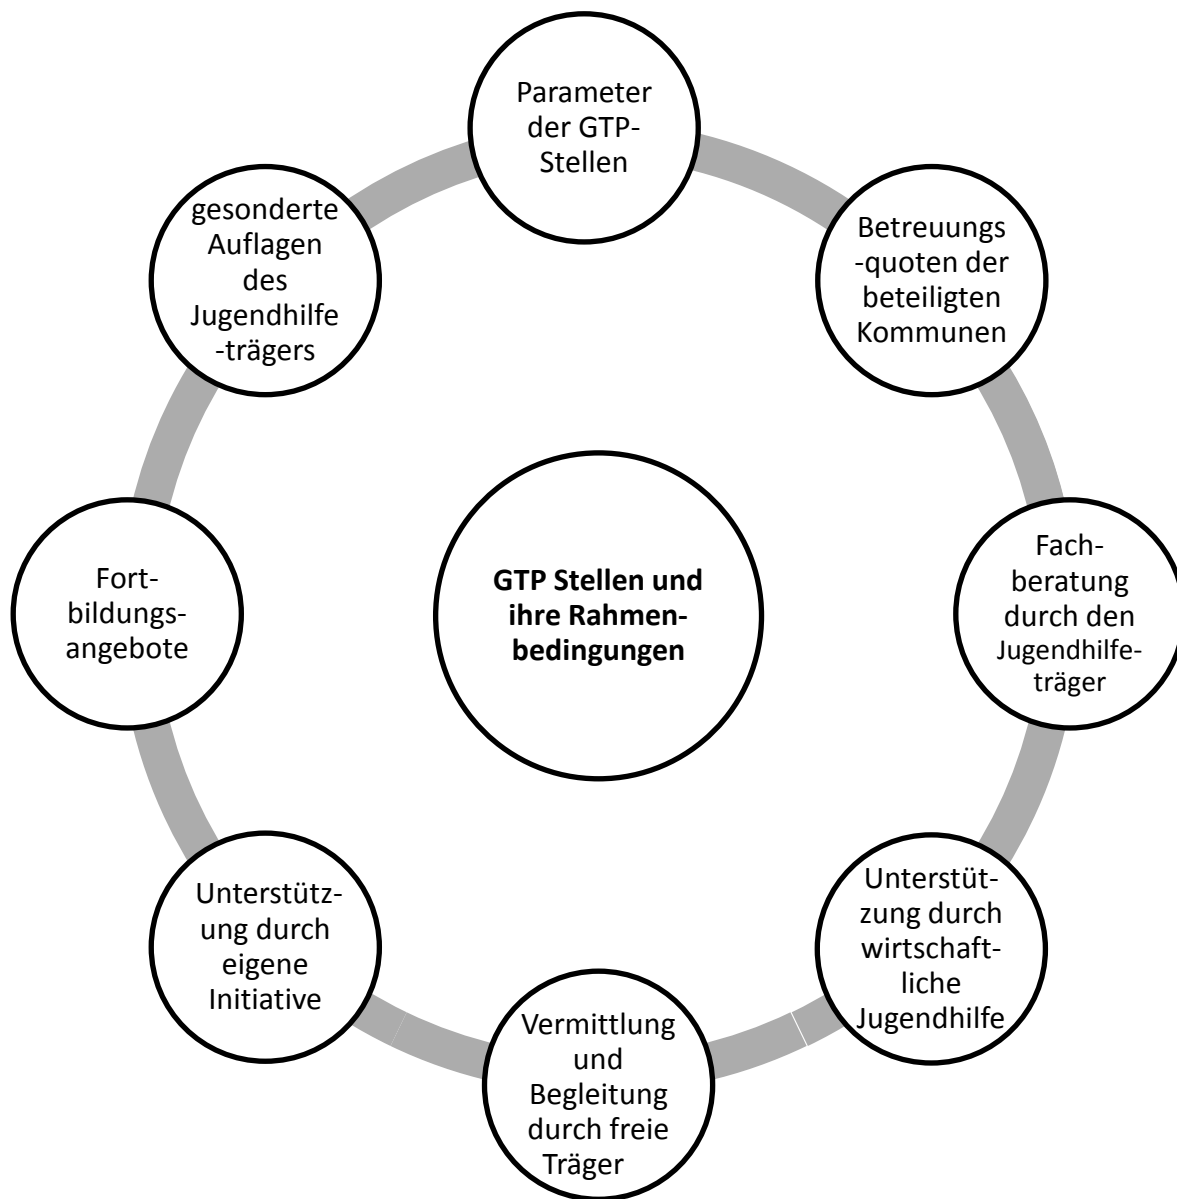 Parameter
der GTP-
Stellen
Betreuungs
-quoten der
beteiligten
Kommunen
Fach-
beratung
durch den
Jugendhilfe-
träger
Unterstüt-
zung durch
wirtschaft-
liche
Jugendhilfe
Vermittlung
und
Begleitung
durch freie
Träger
Unterstütz-
ung durch
eigene
Initiative
Fort-
bildungs-
angebote
gesonderte
Auflagen
des
Jugendhilfe
-trägers
GTP Stellen und
ihre Rahmen-
bedingungen